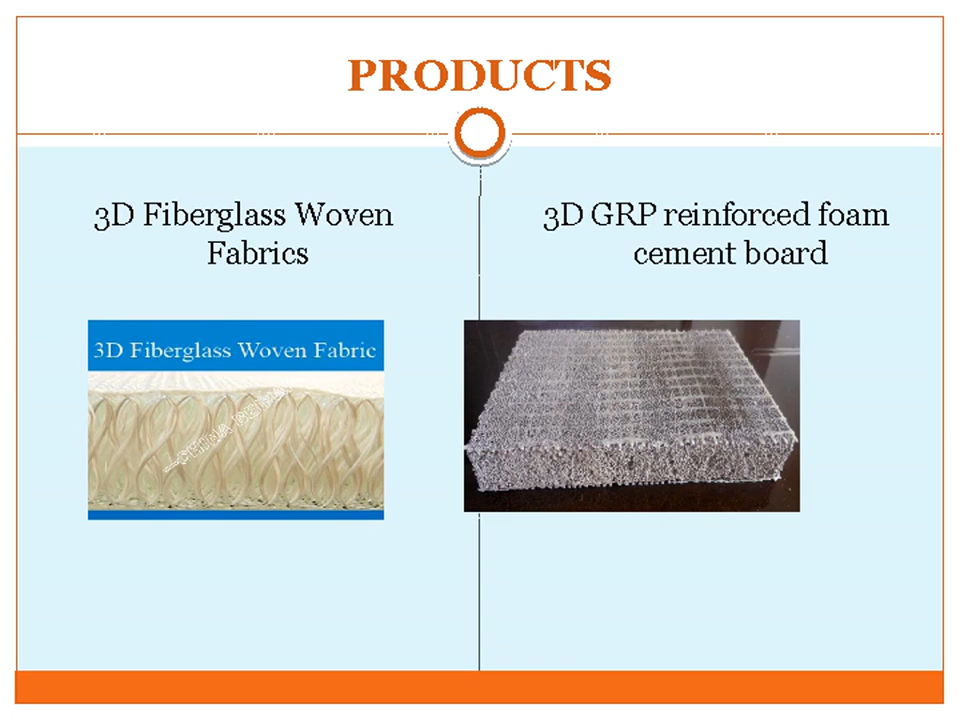 PRODUCTS
3D Fiberglass Woven
Fabrics
3D GRP reinforced foam
cement board
3D Fiberglass Woven Fabric